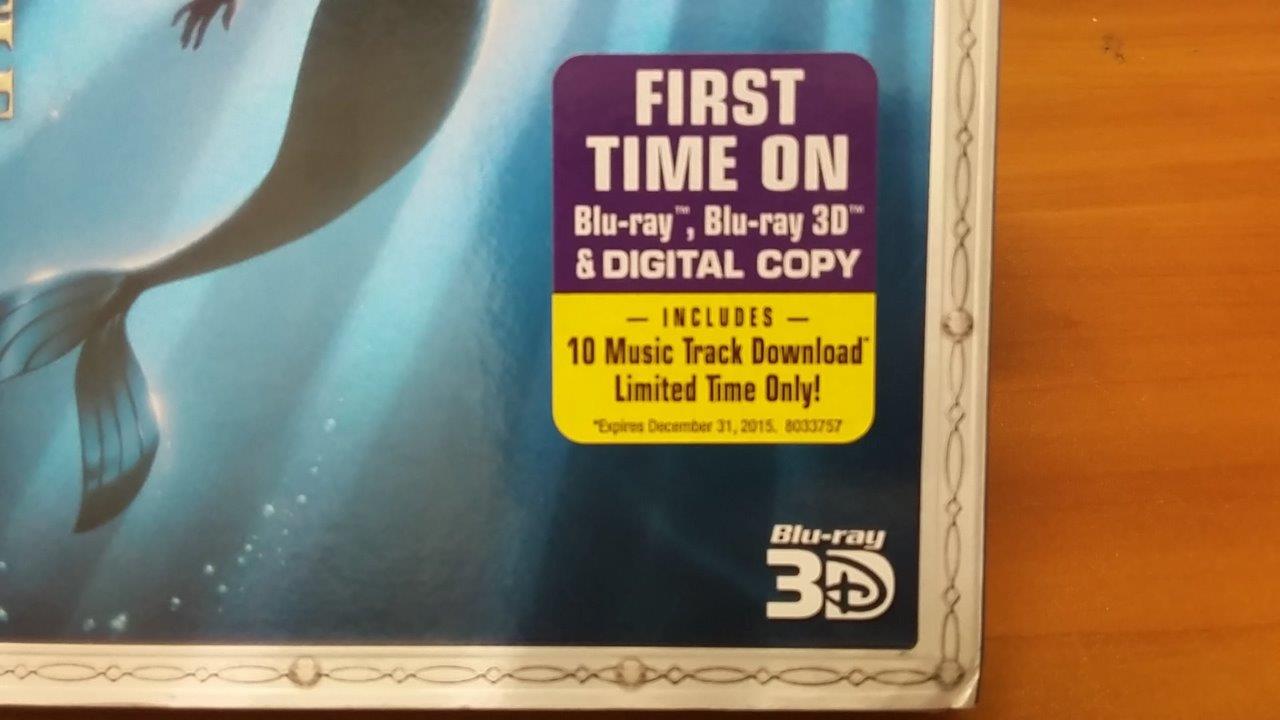 FIRST
TIME ON
Blu-ray™, Blu-ray 3D™
& DIGITAL COPY
— INCLUDES —
10 Music Track Download*
Limited Time Only!
*Expires December 31, 2015. 8033757
Blu-ray
3D